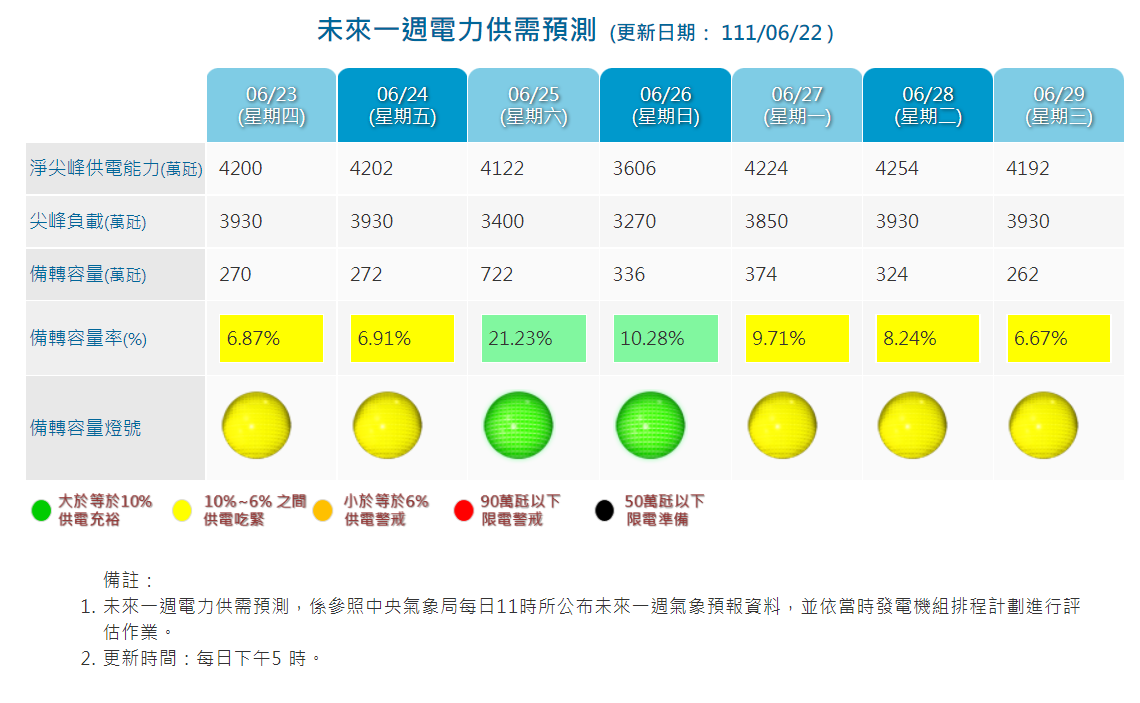 未來一週電力供需預測 (更新日期： 111/06/22 )
06/23 06/24 06/25 06/26 06/27 06/28 06/29
(星期四) (星期五) (星期六) (星期日) (星期一) (星期二) (星期三)
淨尖峰供電能力(萬瓩) 4200 4202 4122 3606 4224 4254 4192
尖峰負載(萬瓩) 3930 3930 3400 3270 3850 3930 3930
備轉容量(萬瓩) 270 272 722 336 374 324 262
備轉容量率(%) 6.87% 6.91% 21.23% 10.28% 9.71% 8.24% 6.67%
備轉容量燈號
大於等於10% 10%~6% 之間 小於等於6% 90萬瓩以下 50萬瓩以下
供電充裕 供電吃緊 供電警戒 限電警戒 限電準備
備註：
1. 未來一週電力供需預測，係參照中央氣象局每日11時所公布未來一週氣象預報資料，並依當時發電機組排程計劃進行評
估作業。
2. 更新時間：每日下午5 時。